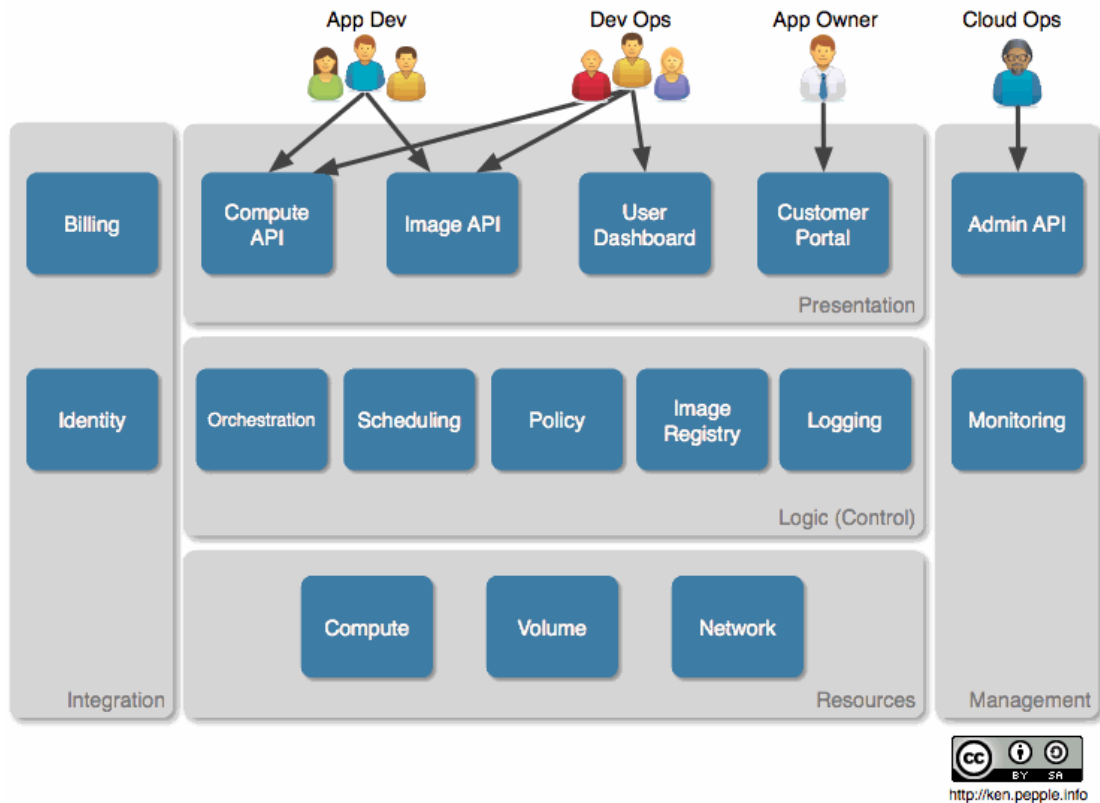 App Dev
Dev Ops
App Owner
Cloud Ops
Billing
Compute
API
Image API
User
Dashboard
Customer
Portal
Admin API
Presentation
Identity
Orchestration
Scheduling
Policy
Image
Registry
Logging
Monitoring
Logic (Control)
Compute
Volume
Network
Integration
Resources
Management
cc
BY SA
http://ken.pepple.info